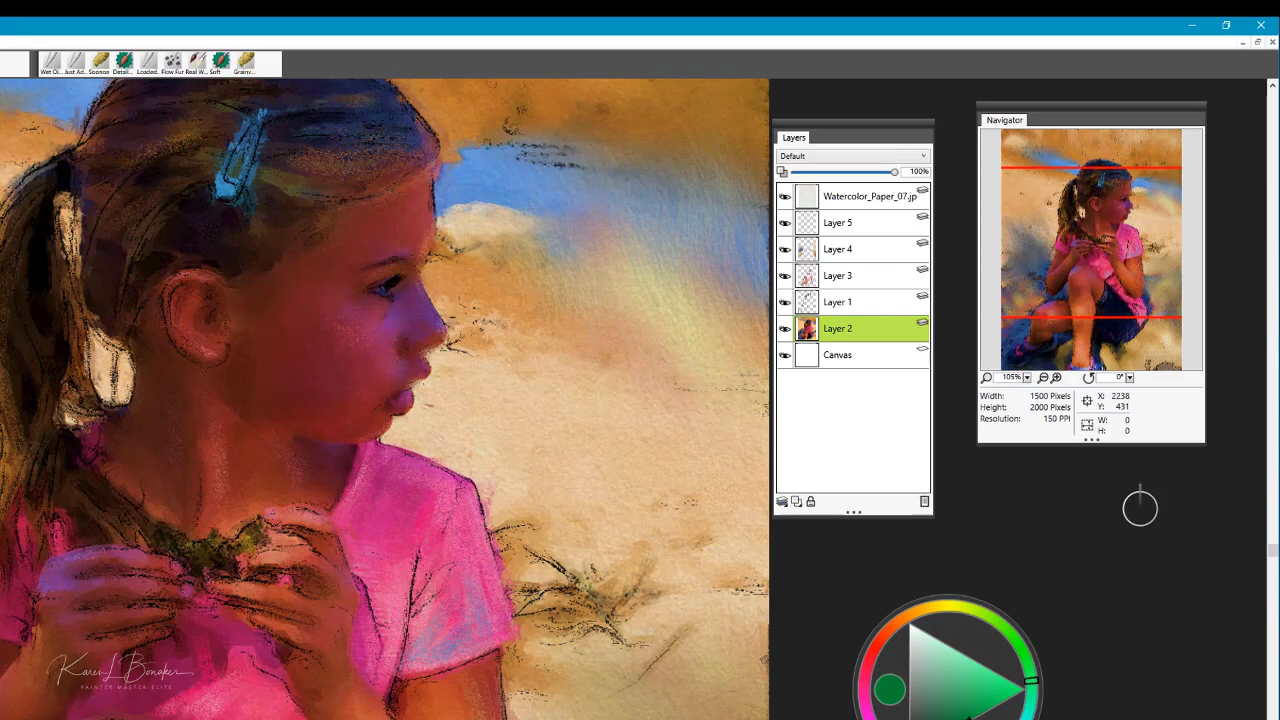 Wet Oi... Just Ad.. Sponge Detail... Loaded.. Flow Fur Real W... Soft Grainy...
Layers
Default
100%
Watercolor_Paper_07.jp
Layer 5
Layer 4
Layer 3
Layer 1
Layer 2
Canvas
Navigator
105%
0°
Width: 1500 Pixels
Height: 2000 Pixels
Resolution: 150 PPI
X: 2238
Y: 431
W: 0
H: 0
Karen L Bonaker
PAINTER MASTER ELITE